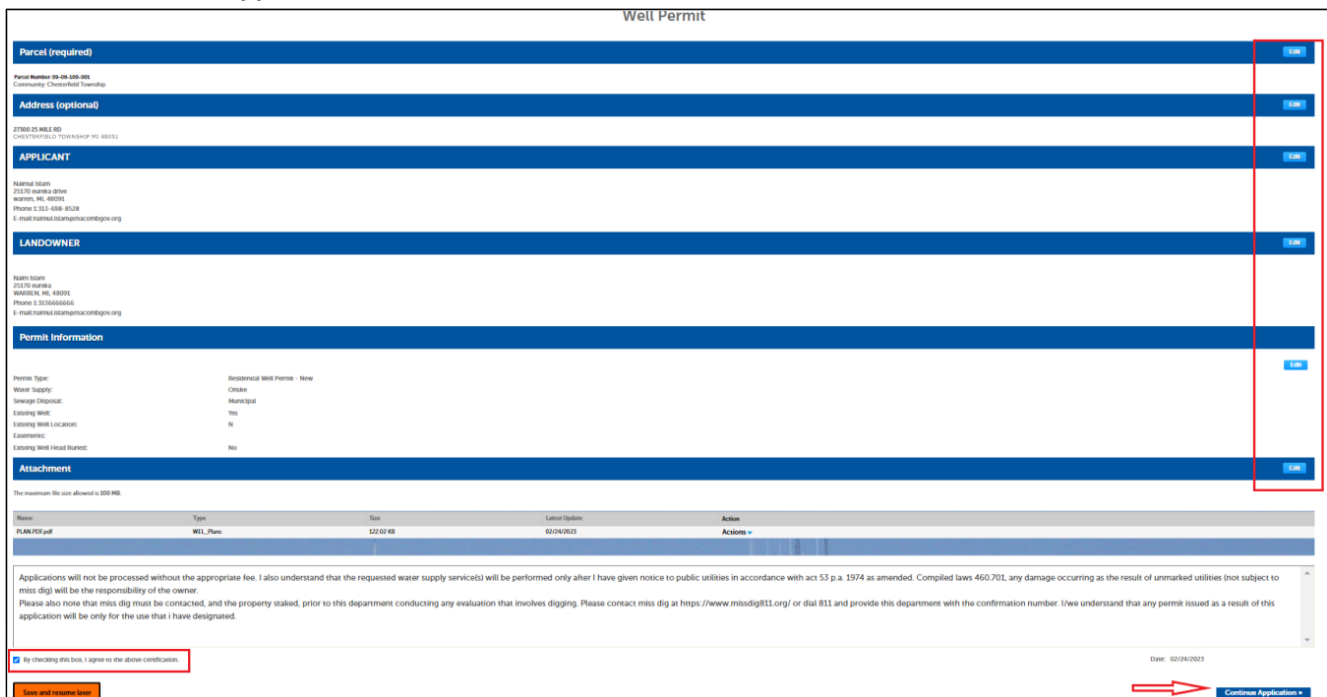 Well Permit
Parcel (required)
Edit
Parcel Number: 09-08-100-001
Community: Chesterfield Township
Address (optional)
Edit
27300 25 MILE RD
CHESTERFIELD TOWNSHIP MI 48051
APPLICANT
Edit
Naimul Islam
25170 eureka drive
warren, MI, 48091
Phone 1:313-698-8528
E-mail:naimul.islam@macombgov.org
LANDOWNER
Edit
Naim Islam
25170 eureka
WARREN, MI, 48091
Phone 1:3136666666
E-mail:naimul.islam@macombgov.org
Permit Information
Edit
Permit Type: Residential Well Permit - New
Water Supply: Onsite
Sewage Disposal: Municipal
Existing Well: Yes
Existing Well Location: N
Easements:
Existing Well Head Buried: No
Attachment
Edit
The maximum file size allowed is 100 MB.
Name Type Size Latest Update Action
PLAN.PDF.pdf WEL_Plans 122.02 KB 02/24/2023 Actions
Applications will not be processed without the appropriate fee. I also understand that the requested water supply service(s) will be performed only after I have given notice to public utilities in accordance with act 53 p.a. 1974 as amended. Compiled laws 460.701, any damage occurring as the result of unmarked utilities (not subject to
miss dig) will be the responsibility of the owner.
Please also note that miss dig must be contacted, and the property staked, prior to this department conducting any evaluation that involves digging. Please contact miss dig at https://www.missdig811.org/ or dial 811 and provide this department with the confirmation number. I/we understand that any permit issued as a result of this
application will be only for the use that i have designated.
By checking this box, I agree to the above certification.
Date: 02/24/2023
Save and resume later
Continue Application »